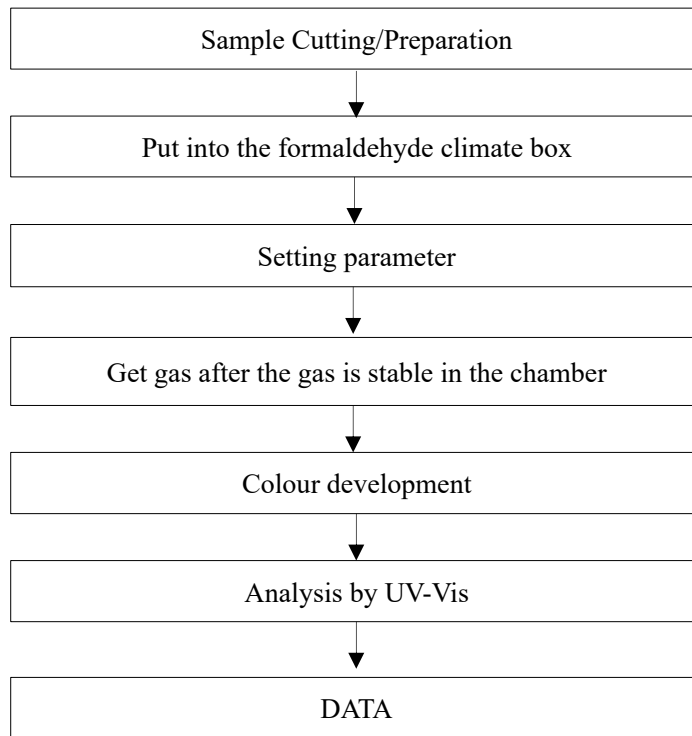 Sample Cutting/Preparation
Put into the formaldehyde climate box
Setting parameter
Get gas after the gas is stable in the chamber
Colour development
Analysis by UV-Vis
DATA